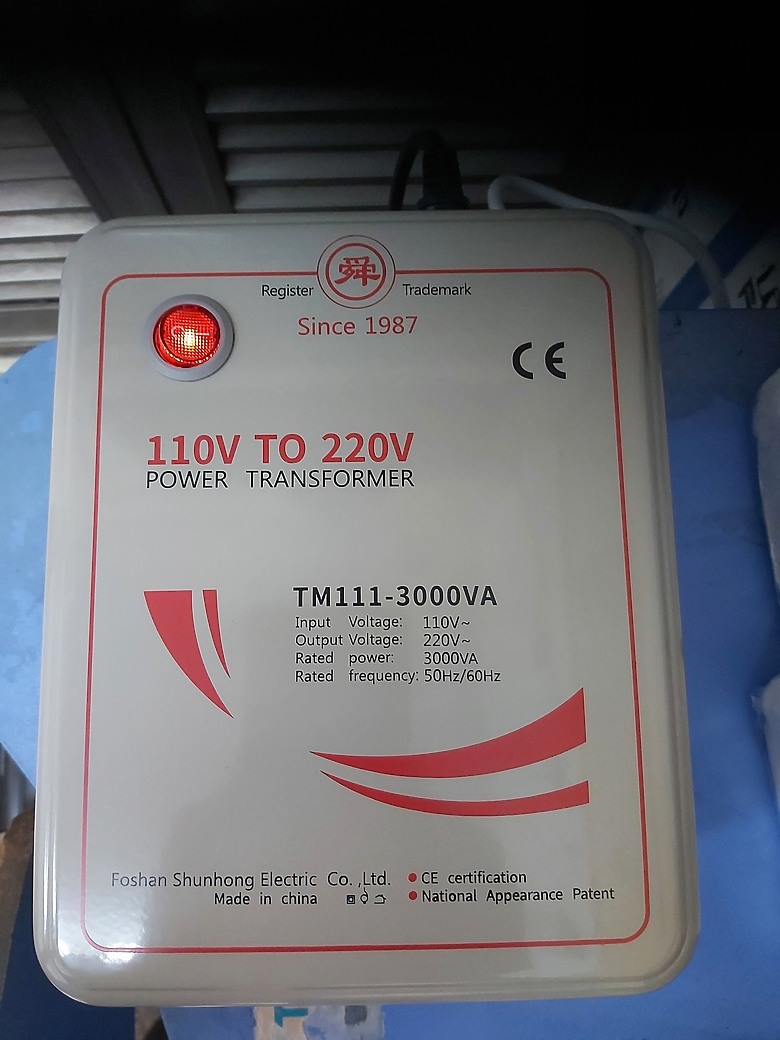 舜
Register Trademark
Since 1987
CE
110V TO 220V
POWER TRANSFORMER
TM111-3000VA
Input Voltage: 110V~
Output Voltage: 220V~
Rated power: 3000VA
Rated frequency: 50Hz/60Hz
Foshan Shunhong Electric Co.,Ltd.
Made in china
● CE certification
● National Appearance Patent